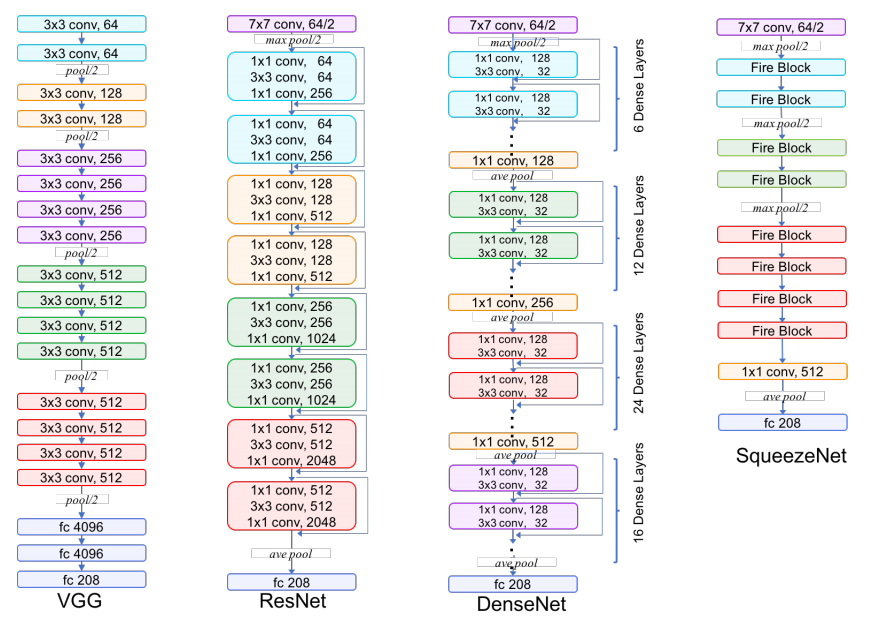 3x3 conv, 64
3x3 conv, 64
pool/2
3x3 conv, 128
3x3 conv, 128
pool/2
3x3 conv, 256
3x3 conv, 256
3x3 conv, 256
3x3 conv, 256
pool/2
3x3 conv, 512
3x3 conv, 512
3x3 conv, 512
3x3 conv, 512
pool/2
3x3 conv, 512
3x3 conv, 512
3x3 conv, 512
3x3 conv, 512
pool/2
fc 4096
fc 4096
fc 208
VGG
7x7 conv, 64/2
max pool/2
1x1 conv, 64
3x3 conv, 64
1x1 conv, 256
1x1 conv, 64
3x3 conv, 64
1x1 conv, 256
1x1 conv, 128
3x3 conv, 128
1x1 conv, 512
1x1 conv, 128
3x3 conv, 128
1x1 conv, 512
1x1 conv, 256
3x3 conv, 256
1x1 conv, 1024
1x1 conv, 256
3x3 conv, 256
1x1 conv, 1024
1x1 conv, 512
3x3 conv, 512
1x1 conv, 2048
1x1 conv, 512
3x3 conv, 512
1x1 conv, 2048
ave pool
fc 208
ResNet
7x7 conv, 64/2
max pool/2
1x1 conv, 128
3x3 conv, 32
1x1 conv, 128
3x3 conv, 32
6 Dense Layers
1x1 conv, 128
ave pool
1x1 conv, 128
3x3 conv, 32
1x1 conv, 128
3x3 conv, 32
12 Dense Layers
1x1 conv, 256
ave pool
1x1 conv, 128
3x3 conv, 32
1x1 conv, 128
3x3 conv, 32
24 Dense Layers
1x1 conv, 512
ave pool
1x1 conv, 128
3x3 conv, 32
1x1 conv, 128
3x3 conv, 32
16 Dense Layers
ave pool
fc 208
DenseNet
7x7 conv, 64/2
max pool/2
Fire Block
Fire Block
max pool/2
Fire Block
Fire Block
max pool/2
Fire Block
Fire Block
Fire Block
Fire Block
1x1 conv, 512
ave pool
fc 208
SqueezeNet